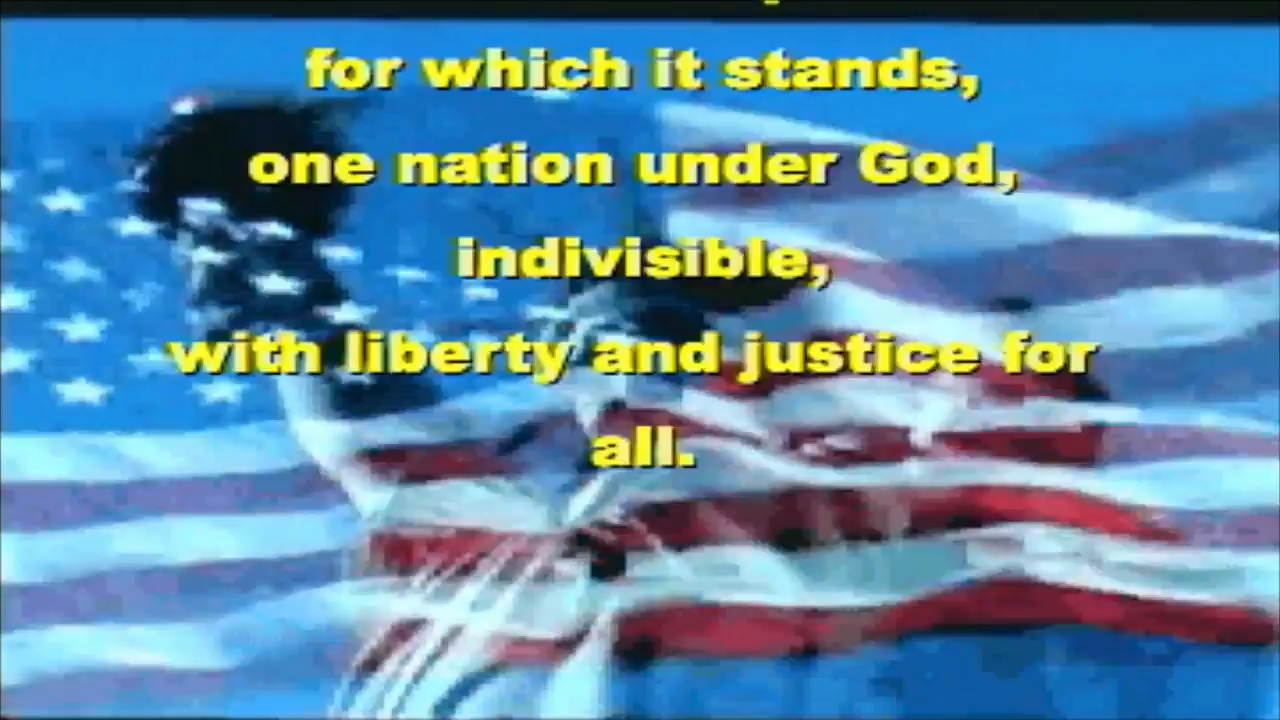 for which it stands,
one nation under God,
indivisible,
with liberty and justice for
all.